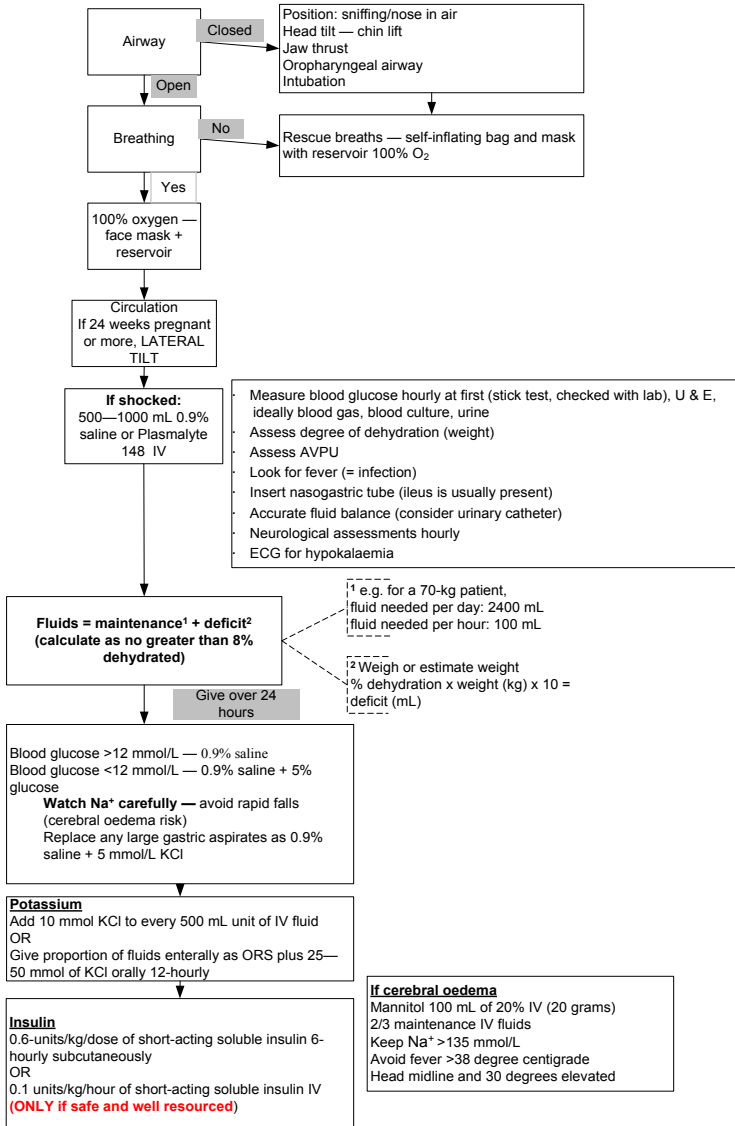 Airway
Closed
Position: sniffing/nose in air
Head tilt — chin lift
Jaw thrust
Oropharyngeal airway
Intubation
Open
Breathing
No
Rescue breaths — self-inflating bag and mask
with reservoir 100% O₂
Yes
100% oxygen —
face mask +
reservoir
Circulation
If 24 weeks pregnant
or more, LATERAL
TILT
If shocked:
500—1000 mL 0.9%
saline or Plasmalyte
148 IV
· Measure blood glucose hourly at first (stick test, checked with lab), U & E,
ideally blood gas, blood culture, urine
· Assess degree of dehydration (weight)
· Assess AVPU
· Look for fever (= infection)
· Insert nasogastric tube (ileus is usually present)
· Accurate fluid balance (consider urinary catheter)
· Neurological assessments hourly
· ECG for hypokalaemia
Fluids = maintenance¹ + deficit²
(calculate as no greater than 8%
dehydrated)
¹ e.g. for a 70-kg patient,
fluid needed per day: 2400 mL
fluid needed per hour: 100 mL
² Weigh or estimate weight
% dehydration x weight (kg) x 10 =
deficit (mL)
Give over 24
hours
Blood glucose >12 mmol/L — 0.9% saline
Blood glucose <12 mmol/L — 0.9% saline + 5%
glucose
Watch Na⁺ carefully — avoid rapid falls
(cerebral oedema risk)
Replace any large gastric aspirates as 0.9%
saline + 5 mmol/L KCl
Potassium
Add 10 mmol KCl to every 500 mL unit of IV fluid
OR
Give proportion of fluids enterally as ORS plus 25—
50 mmol of KCl orally 12-hourly
Insulin
0.6-units/kg/dose of short-acting soluble insulin 6-
hourly subcutaneously
OR
0.1 units/kg/hour of short-acting soluble insulin IV
(ONLY if safe and well resourced)
If cerebral oedema
Mannitol 100 mL of 20% IV (20 grams)
2/3 maintenance IV fluids
Keep Na⁺ >135 mmol/L
Avoid fever >38 degree centigrade
Head midline and 30 degrees elevated